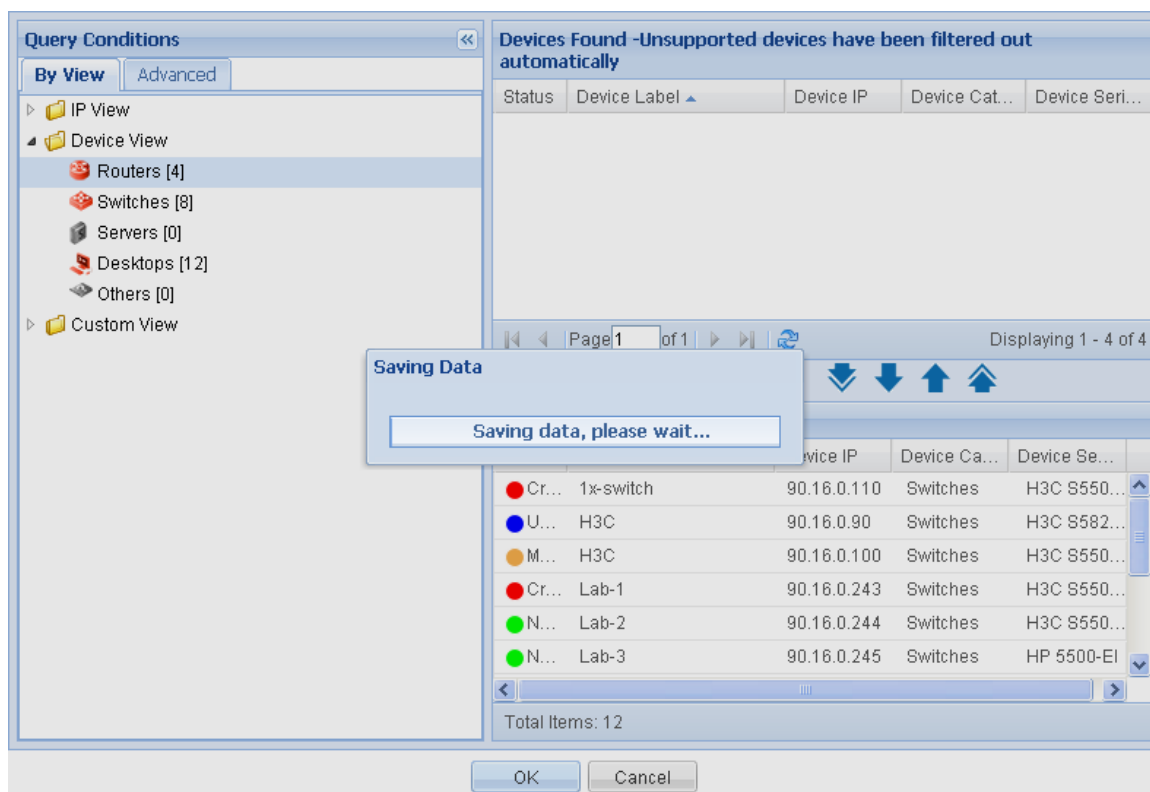 Query Conditions
By View Advanced
IP View
Device View
Routers [4]
Switches [8]
Servers [0]
Desktops [12]
Others [0]
Custom View
Devices Found -Unsupported devices have been filtered out
automatically
Status Device Label Device IP Device Cat... Device Seri...
Page 1 of 1 Displaying 1 - 4 of 4
Saving Data
Saving data, please wait...
vice IP Device Ca... Device Se...
Cr... 1x-switch 90.16.0.110 Switches H3C S550...
U... H3C 90.16.0.90 Switches H3C S582...
M... H3C 90.16.0.100 Switches H3C S550...
Cr... Lab-1 90.16.0.243 Switches H3C S550...
N... Lab-2 90.16.0.244 Switches H3C S550...
N... Lab-3 90.16.0.245 Switches HP 5500-EI
Total Items: 12
OK Cancel